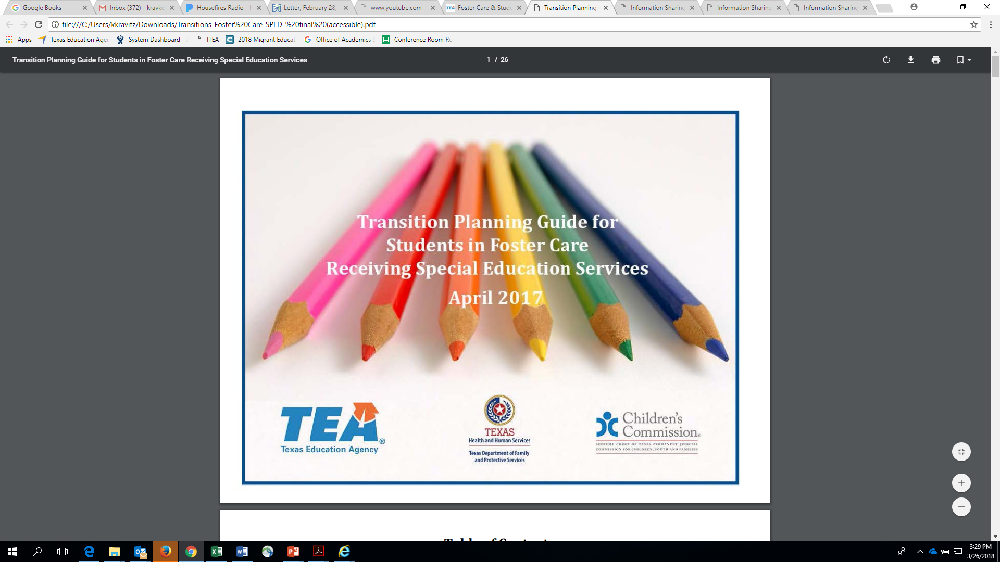 Google Books
Inbox (372) - kravke
Housefires Radio -
Letter, February 28,
www.youtube.com
TEA Foster Care & Stude
Transition Planning
Information Sharing
Information Sharing
Information Sharing
file:///C:/Users/kkravitz/Downloads/Transitions_Foster%20Care_SPED_%20final%20(accessible).pdf
Apps
Texas Education Agen
System Dashboard -
ITEA
2018 Migrant Educati
Office of Academics
Conference Room Re
Transition Planning Guide for Students in Foster Care Receiving Special Education Services
1 / 26
Transition Planning Guide for
Students in Foster Care
Receiving Special Education Services
April 2017
TEA®
Texas Education Agency
TEXAS
Health and Human Services
Texas Department of Family
and Protective Services
Children's
Commission®
SUPREME COURT OF TEXAS PERMANENT JUDICIAL
COMMISSION FOR CHILDREN, YOUTH AND FAMILIES
Table of Contents
3:29 PM
3/26/2018